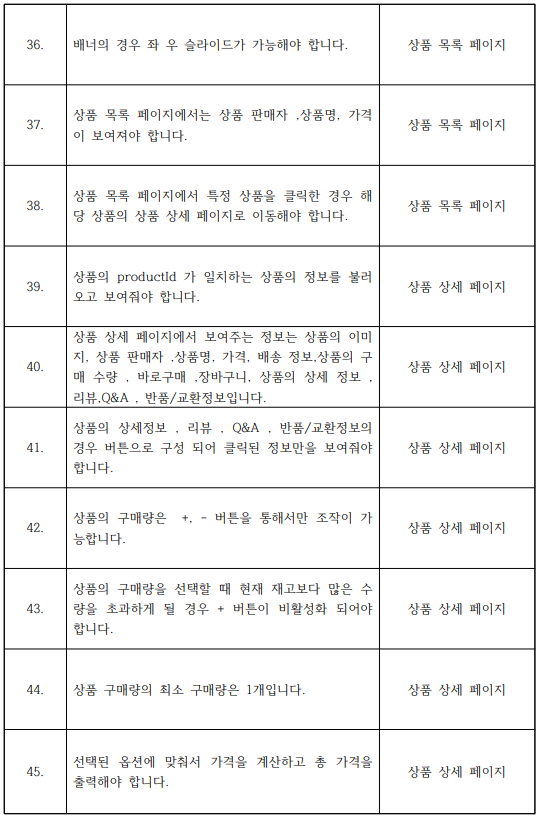 36.
배너의 경우 좌 우 슬라이드가 가능해야 합니다.
상품 목록 페이지
37.
상품 목록 페이지에서는 상품 판매자 ,상품명, 가격
이 보여져야 합니다.
상품 목록 페이지
38.
상품 목록 페이지에서 특정 상품을 클릭한 경우 해
당 상품의 상품 상세 페이지로 이동해야 합니다.
상품 목록 페이지
39.
상품의 productId 가 일치하는 상품의 정보를 불러
오고 보여줘야 합니다.
상품 상세 페이지
40.
상품 상세 페이지에서 보여주는 정보는 상품의 이미
지, 상품 판매자 ,상품명, 가격, 배송 정보,상품의 구
매 수량 , 바로구매 ,장바구니, 상품의 상세 정보 ,
리뷰,Q&A , 반품/교환정보입니다.
상품 상세 페이지
41.
상품의 상세정보 , 리뷰 , Q&A , 반품/교환정보의
경우 버튼으로 구성 되어 클릭된 정보만을 보여줘야
합니다.
상품 상세 페이지
42.
상품의 구매량은 +, - 버튼을 통해서만 조작이 가
능합니다.
상품 상세 페이지
43.
상품의 구매량을 선택할 때 현재 재고보다 많은 수
량을 초과하게 될 경우 + 버튼이 비활성화 되어야
합니다.
상품 상세 페이지
44.
상품 구매량의 최소 구매량은 1개입니다.
상품 상세 페이지
45.
선택된 옵션에 맞춰서 가격을 계산하고 총 가격을
출력해야 합니다.
상품 상세 페이지